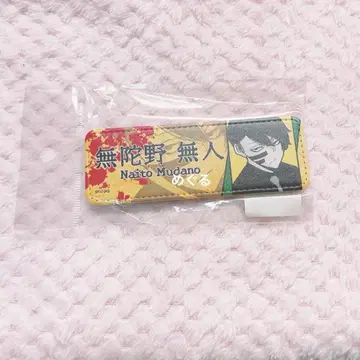 無陀野 無人
Naito Mudano
めぐる